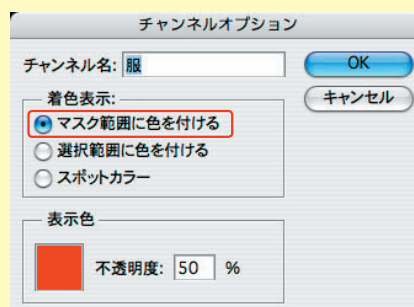 チャンネルオプション
チャンネル名: 服
OK
キャンセル
着色表示:
マスク範囲に色を付ける
選択範囲に色を付ける
スポットカラー
表示色
不透明度: 50 %